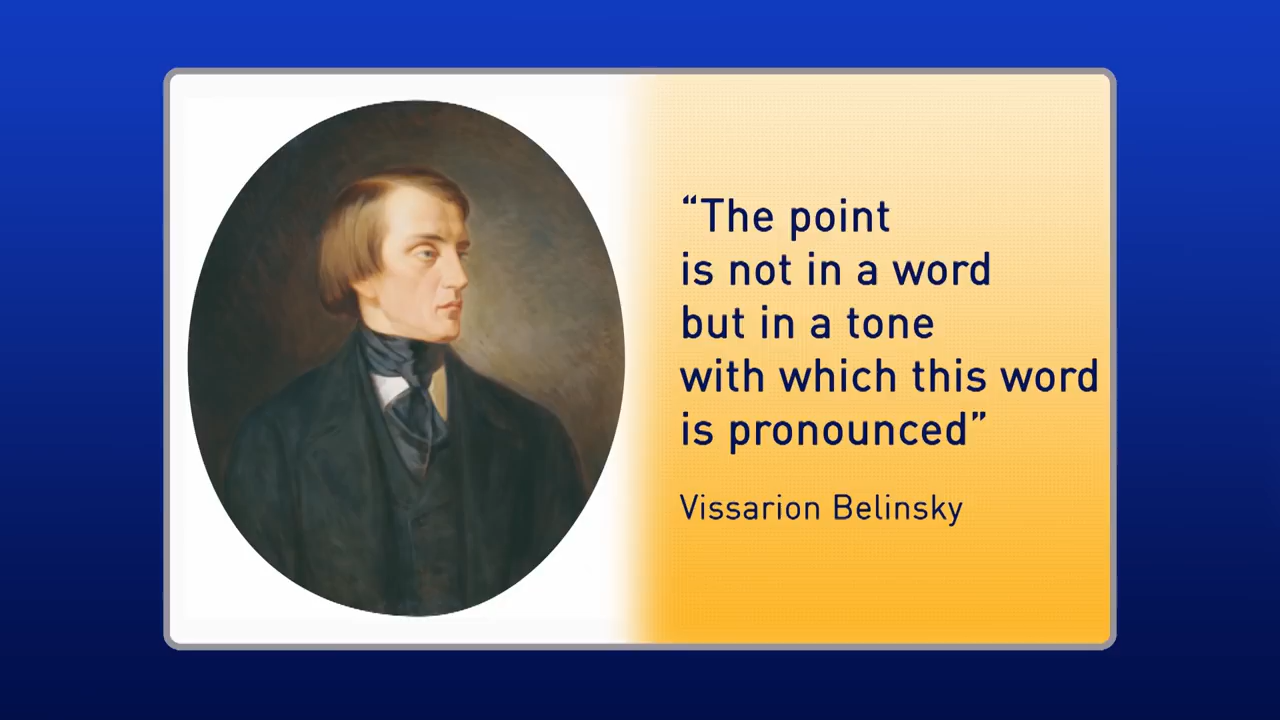 “The point
is not in a word
but in a tone
with which this word
is pronounced”
Vissarion Belinsky